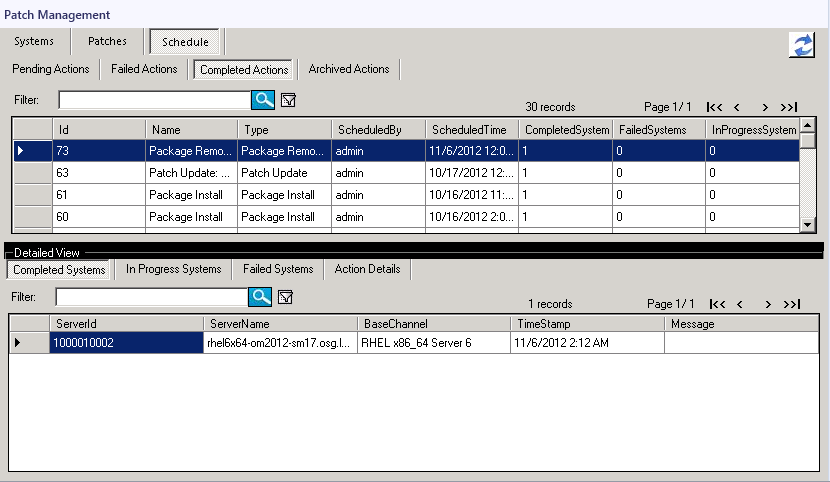 Patch Management
Systems Patches Schedule
Pending Actions Failed Actions Completed Actions Archived Actions
Filter: 30 records Page 1/ 1
Id Name Type ScheduledBy ScheduledTime CompletedSystem FailedSystems InProgressSystem
73 Package Remo... Package Remo... admin 11/6/2012 12:0... 1 0 0
63 Patch Update: ... Patch Update admin 10/17/2012 12:... 1 0 0
61 Package Install Package Install admin 10/16/2012 11:... 1 0 0
60 Package Install Package Install admin 10/16/2012 2:0... 1 0 0
Detailed View
Completed Systems In Progress Systems Failed Systems Action Details
Filter: 1 records Page 1/ 1
ServerId ServerName BaseChannel TimeStamp Message
1000010002 rhel6x64-om2012-sm17.osg.l... RHEL x86_64 Server 6 11/6/2012 2:12 AM